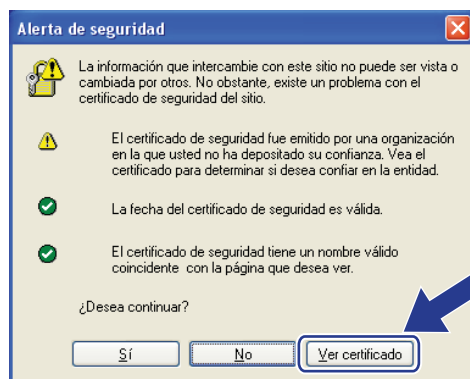 Alerta de seguridad
La información que intercambie con este sitio no puede ser vista o
cambiada por otros. No obstante, existe un problema con el
certificado de seguridad del sitio.
El certificado de seguridad fue emitido por una organización
en la que usted no ha depositado su confianza. Vea el
certificado para determinar si desea confiar en la entidad.
La fecha del certificado de seguridad es válida.
El certificado de seguridad tiene un nombre válido
coincidente con la página que desea ver.
¿Desea continuar?
Sí No Ver certificado